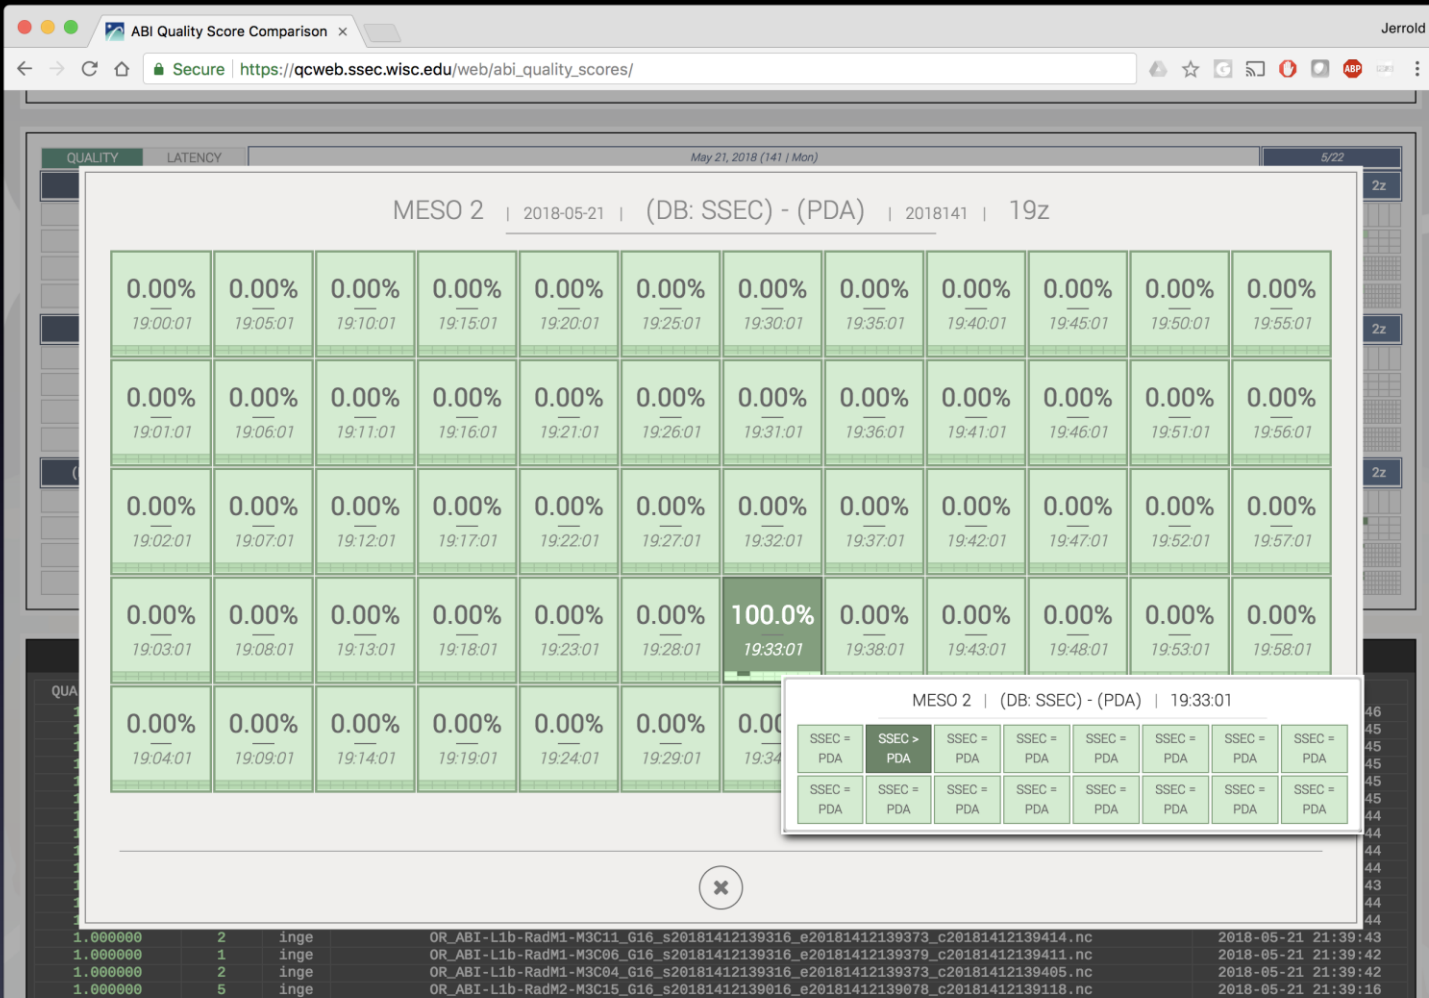 ABI Quality Score Comparison ×
Jerrold
Secure | https://qcweb.ssec.wisc.edu/web/abi_quality_scores/
ABP
QUALITY LATENCY May 21, 2018 (141 | Mon) 5/22
2z
MESO 2 | 2018-05-21 | (DB: SSEC) - (PDA) | 2018141 | 19z
0.00% 0.00% 0.00% 0.00% 0.00% 0.00% 0.00% 0.00% 0.00% 0.00% 0.00% 0.00%
19:00:01 19:05:01 19:10:01 19:15:01 19:20:01 19:25:01 19:30:01 19:35:01 19:40:01 19:45:01 19:50:01 19:55:01
2z
0.00% 0.00% 0.00% 0.00% 0.00% 0.00% 0.00% 0.00% 0.00% 0.00% 0.00% 0.00%
19:01:01 19:06:01 19:11:01 19:16:01 19:21:01 19:26:01 19:31:01 19:36:01 19:41:01 19:46:01 19:51:01 19:56:01
2z
0.00% 0.00% 0.00% 0.00% 0.00% 0.00% 0.00% 0.00% 0.00% 0.00% 0.00% 0.00%
19:02:01 19:07:01 19:12:01 19:17:01 19:22:01 19:27:01 19:32:01 19:37:01 19:42:01 19:47:01 19:52:01 19:57:01
0.00% 0.00% 0.00% 0.00% 0.00% 0.00% 100.0% 0.00% 0.00% 0.00% 0.00% 0.00%
19:03:01 19:08:01 19:13:01 19:18:01 19:23:01 19:28:01 19:33:01 19:38:01 19:43:01 19:48:01 19:53:01 19:58:01
QUA
0.00% 0.00% 0.00% 0.00% 0.00% 0.00% 0.00
19:04:01 19:09:01 19:14:01 19:19:01 19:24:01 19:29:01 19:34
MESO 2 | (DB: SSEC) - (PDA) | 19:33:01
SSEC = SSEC > SSEC = SSEC = SSEC = SSEC = SSEC = SSEC =
PDA PDA PDA PDA PDA PDA PDA PDA
SSEC = SSEC = SSEC = SSEC = SSEC = SSEC = SSEC = SSEC =
PDA PDA PDA PDA PDA PDA PDA PDA
46
45
45
45
45
45
44
44
44
44
43
44
44
1.000000 2 inge OR_ABI-L1b-RadM1-M3C11_G16_s20181412139316_e20181412139373_c20181412139414.nc 2018-05-21 21:39:43
1.000000 1 inge OR_ABI-L1b-RadM1-M3C06_G16_s20181412139316_e20181412139379_c20181412139411.nc 2018-05-21 21:39:42
1.000000 2 inge OR_ABI-L1b-RadM1-M3C04_G16_s20181412139316_e20181412139373_c20181412139405.nc 2018-05-21 21:39:42
1.000000 5 inge OR_ABI-L1b-RadM2-M3C15_G16_s20181412139016_e20181412139078_c20181412139118.nc 2018-05-21 21:39:16